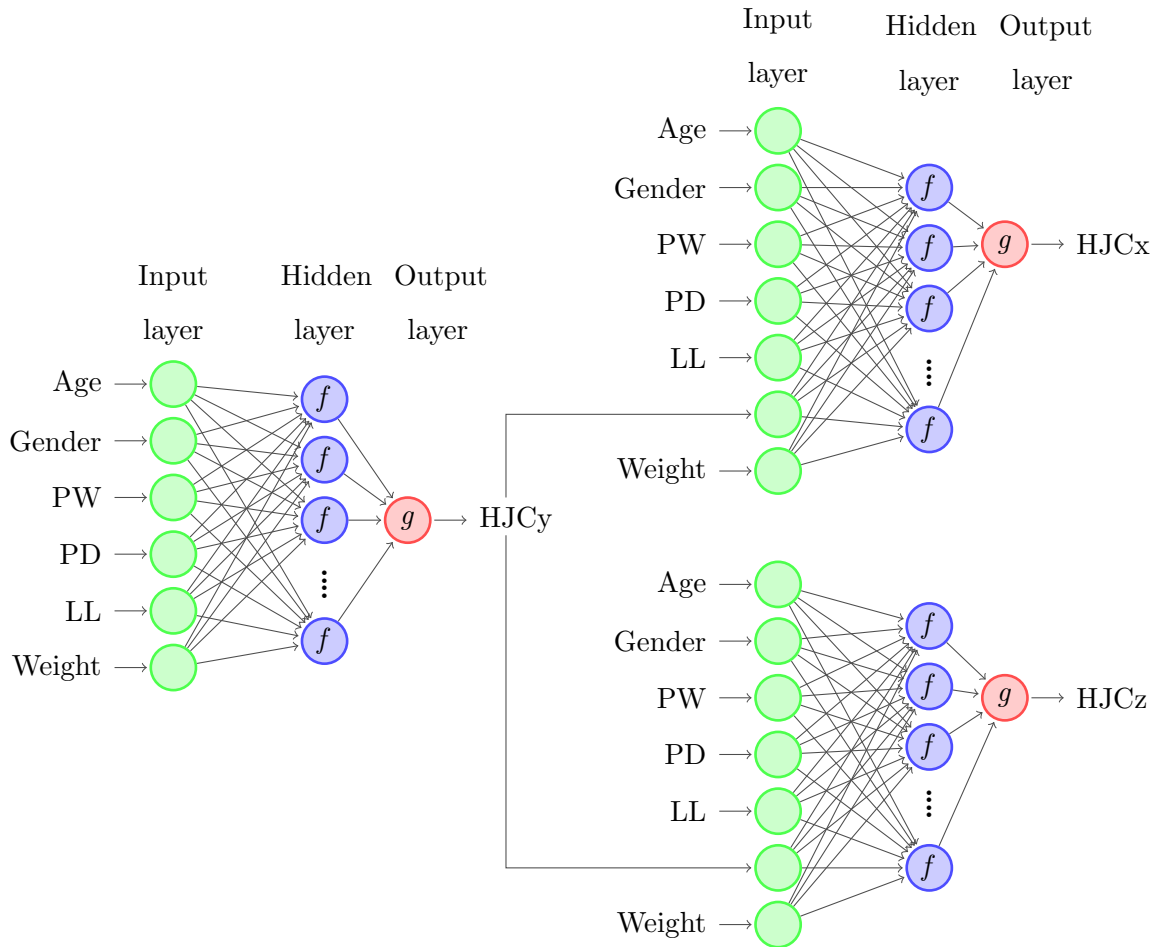 Input
layer
Hidden
layer
Output
layer
Age
Gender
PW
PD
LL
Weight
f
f
f
f
g
HJCy
Input
layer
Hidden
layer
Output
layer
Age
Gender
PW
PD
LL
Weight
f
f
f
f
g
HJCx
Age
Gender
PW
PD
LL
Weight
f
f
f
f
g
HJCz